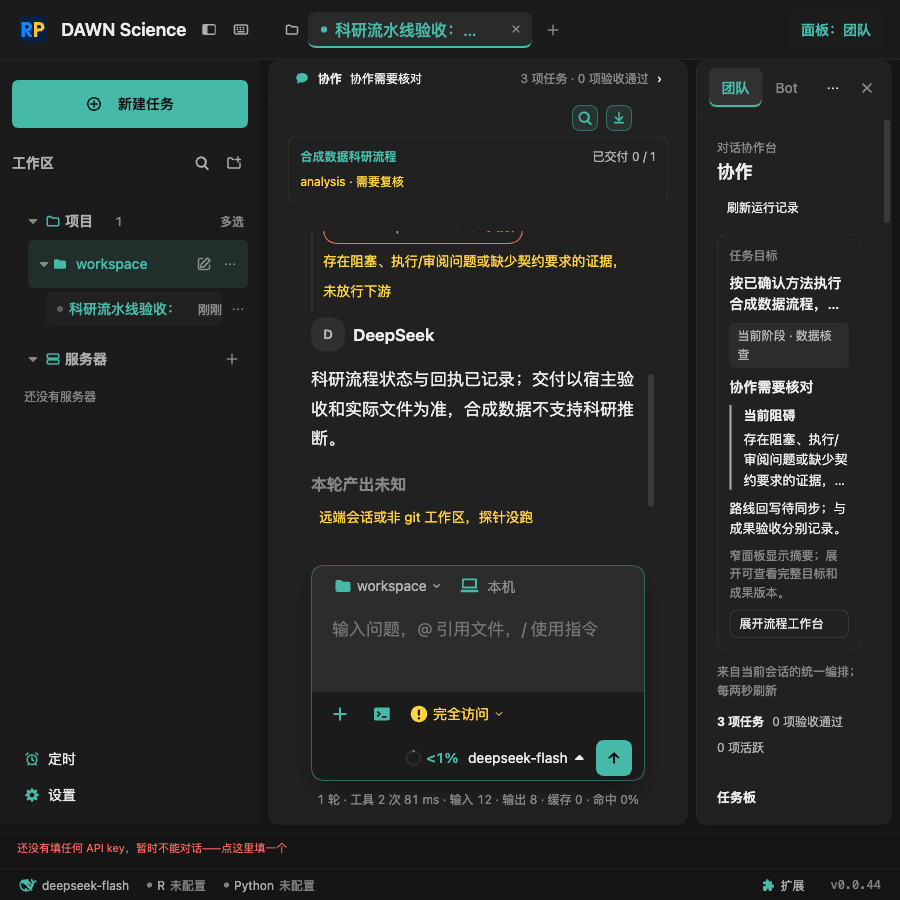 RP DAWN Science
科研流水线验收：...
面板：团队
新建任务
工作区
项目 1 多选
workspace
科研流水线验收： 刚刚
服务器
还没有服务器
定时
设置
协作 协作需要核对 3 项任务 · 0 项验收通过
合成数据科研流程 已交付 0 / 1
analysis · 需要复核
存在阻塞、执行/审阅问题或缺少契约要求的证据，
未放行下游
D DeepSeek
科研流程状态与回执已记录；交付以宿主验
收和实际文件为准，合成数据不支持科研推
断。
本轮产出未知
远端会话或非 git 工作区，探针没跑
workspace 本机
输入问题，@ 引用文件，/ 使用指令
完全访问
<1% deepseek-flash
1 轮 · 工具 2 次 81 ms · 输入 12 · 输出 8 · 缓存 0 · 命中 0%
团队 Bot
对话协作台
协作
刷新运行记录
任务目标
按已确认方法执行
合成数据流程，...
当前阶段 · 数据核
查
协作需要核对
当前阻碍
存在阻塞、执行/
审阅问题或缺少契
约要求的证据，...
路线回写待同步；与
成果验收分别记录。
窄面板显示摘要；展
开可查看完整目标和
成果版本。
展开流程工作台
来自当前会话的统一编排；
每两秒刷新
3 项任务 0 项验收通过
0 项活跃
任务板
还没有填任何 API key，暂时不能对话——点这里填一个
deepseek-flash R 未配置 Python 未配置
扩展 v0.0.44